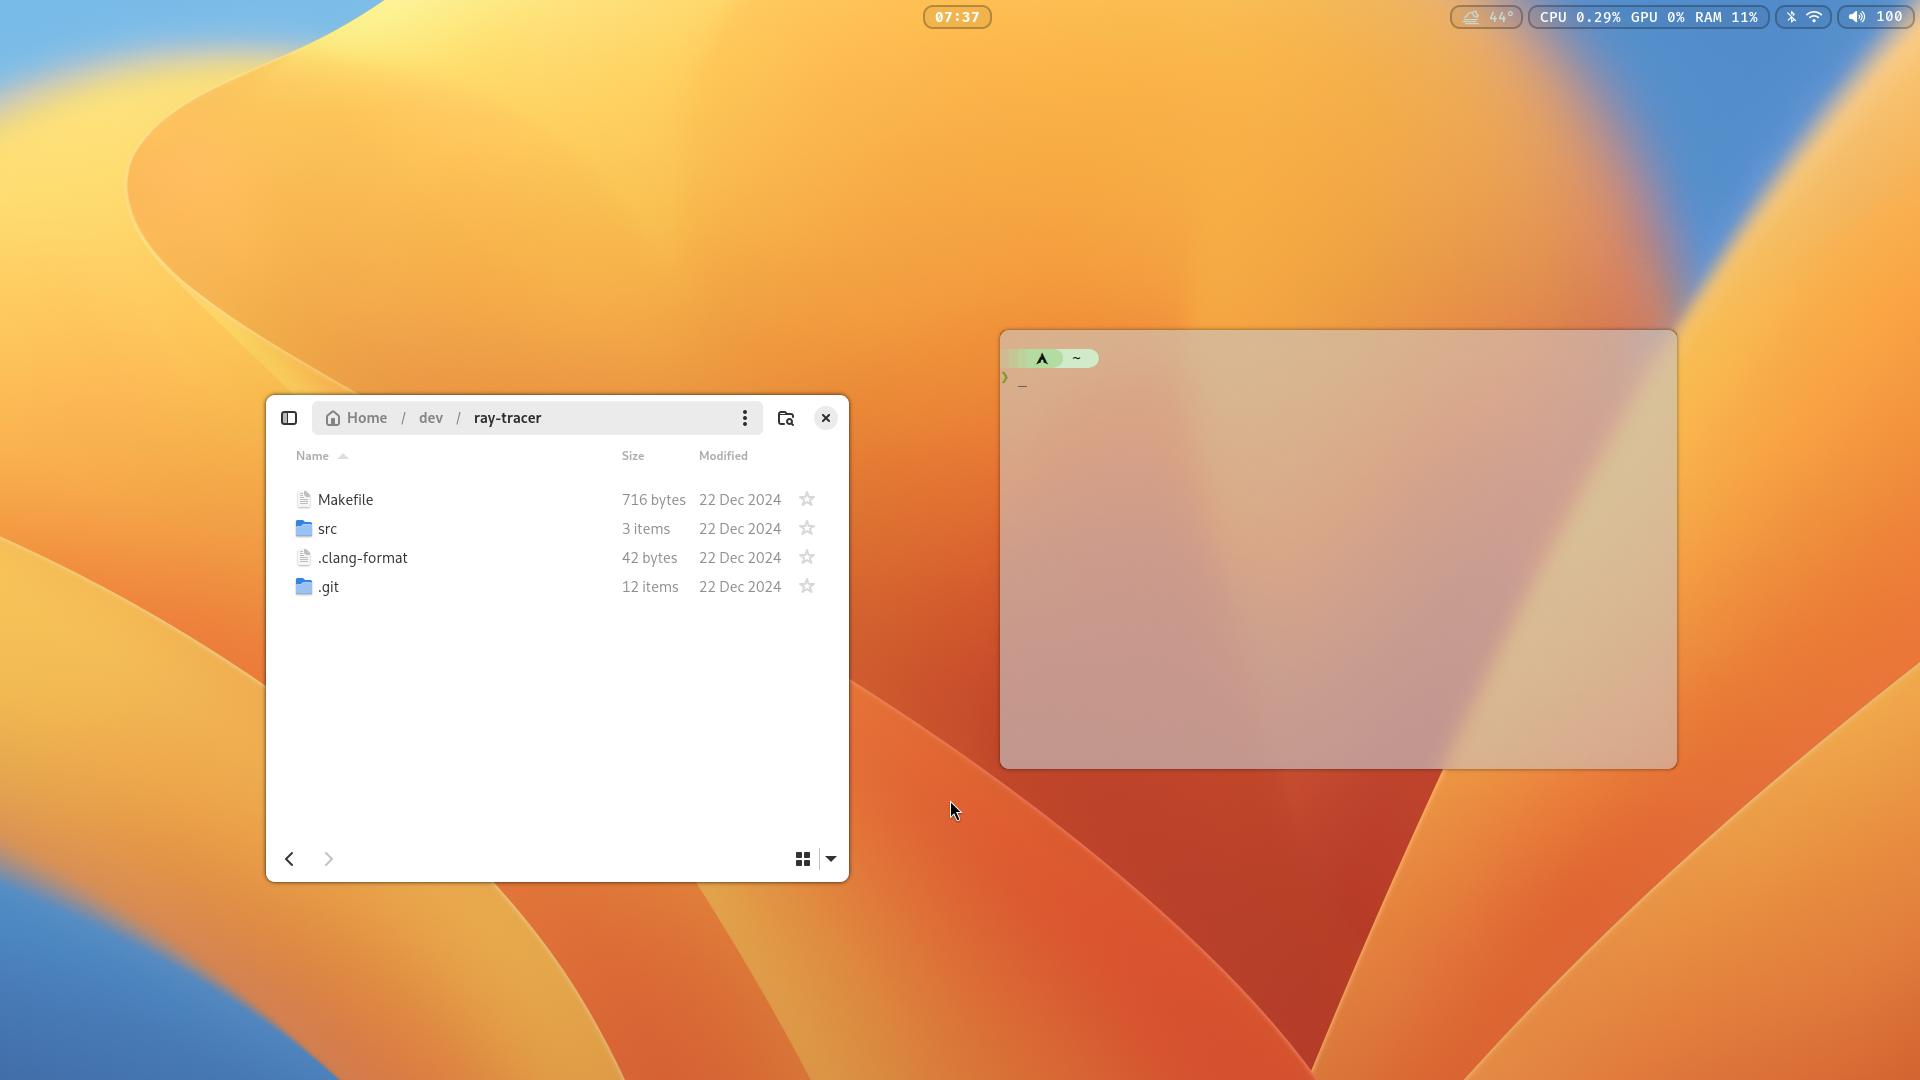 07:37
44°
CPU 0.29% GPU 0% RAM 11%
100
~
❯ _
Home / dev / ray-tracer
Name Size Modified
Makefile 716 bytes 22 Dec 2024
src 3 items 22 Dec 2024
.clang-format 42 bytes 22 Dec 2024
.git 12 items 22 Dec 2024